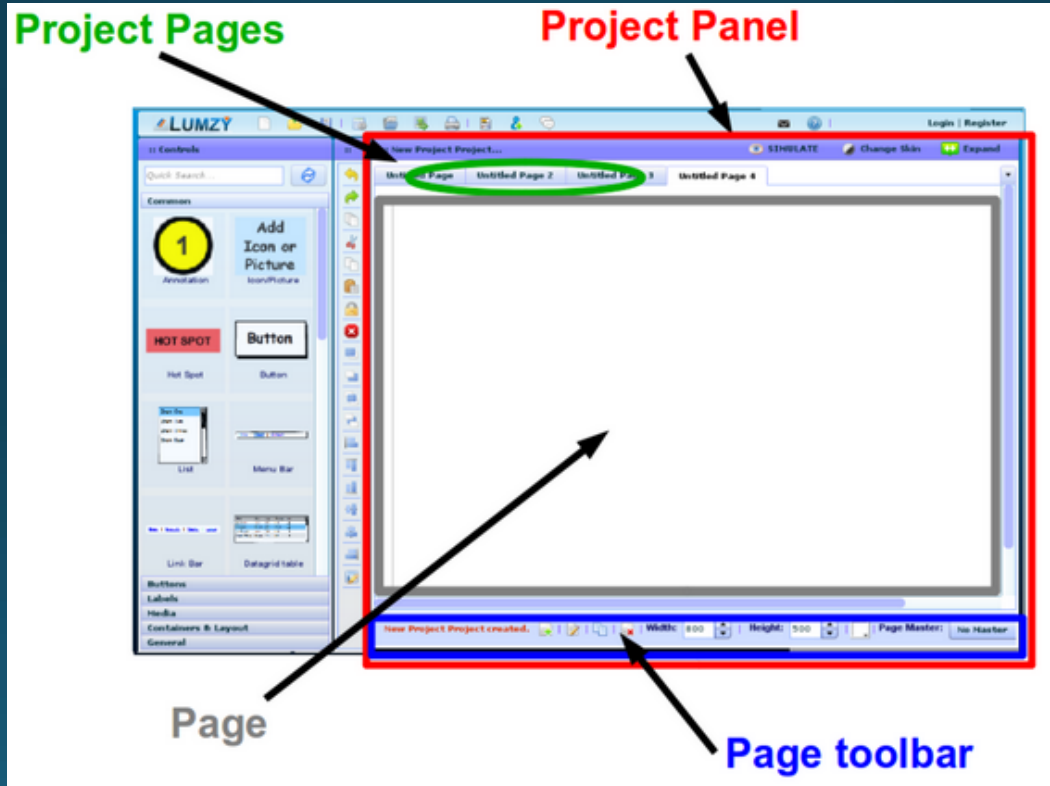 Project Pages
Project Panel
LUMZY
Login | Register
:: Controls
New Project Project...
SIMULATE
Change Skin
Expand
Quick Search...
Untitled Page
Untitled Page 2
Untitled Page 3
Untitled Page 4
Common
1
Add
Icon or
Picture
Annotation
Icon/Picture
HOT SPOT
Button
Hot Spot
Button
List
Menu Bar
Link Bar
Datagrid table
Buttons
Labels
Media
Containers & Layout
General
New Project Project created.
Width: 800
Height: 500
Page Master: No Master
Page
Page toolbar